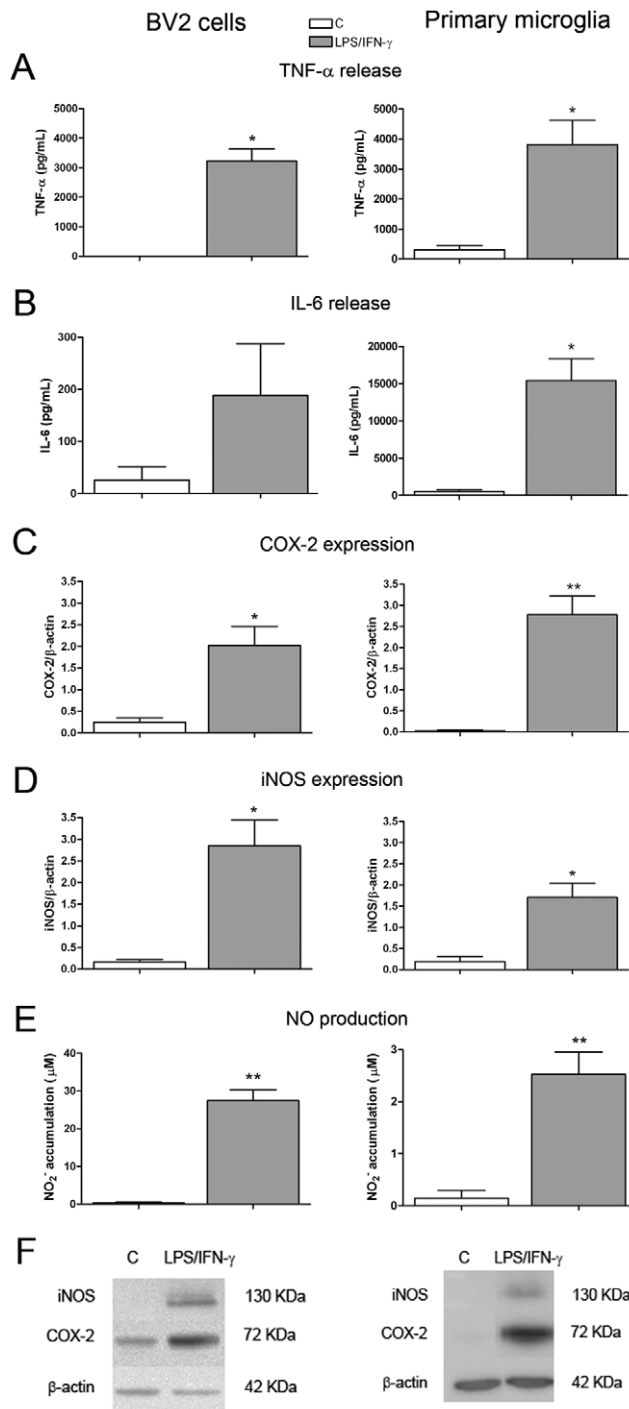 BV2 cells
C
LPS/IFN-γ
Primary microglia
A
TNF-α release
TNF-α (pg/mL)
5000
4000
3000
2000
1000
0
*
TNF-α (pg/mL)
5000
4000
3000
2000
1000
0
*
B
IL-6 release
IL-6 (pg/mL)
300
200
100
0
IL-6 (pg/mL)
20000
15000
10000
5000
0
*
C
COX-2 expression
COX-2/β-actin
3.5
3.0
2.5
2.0
1.5
1.0
0.5
0.0
*
COX-2/β-actin
3.5
3.0
2.5
2.0
1.5
1.0
0.5
0.0
**
D
iNOS expression
iNOS/β-actin
3.5
3.0
2.5
2.0
1.5
1.0
0.5
0.0
*
iNOS/β-actin
3.5
3.0
2.5
2.0
1.5
1.0
0.5
0.0
*
E
NO production
NO₂⁻ accumulation (μM)
40
30
20
10
0
**
NO₂⁻ accumulation (μM)
3
2
1
0
**
F
C LPS/IFN-γ
iNOS 130 KDa
COX-2 72 KDa
β-actin 42 KDa
C LPS/IFN-γ
iNOS 130 KDa
COX-2 72 KDa
β-actin 42 KDa